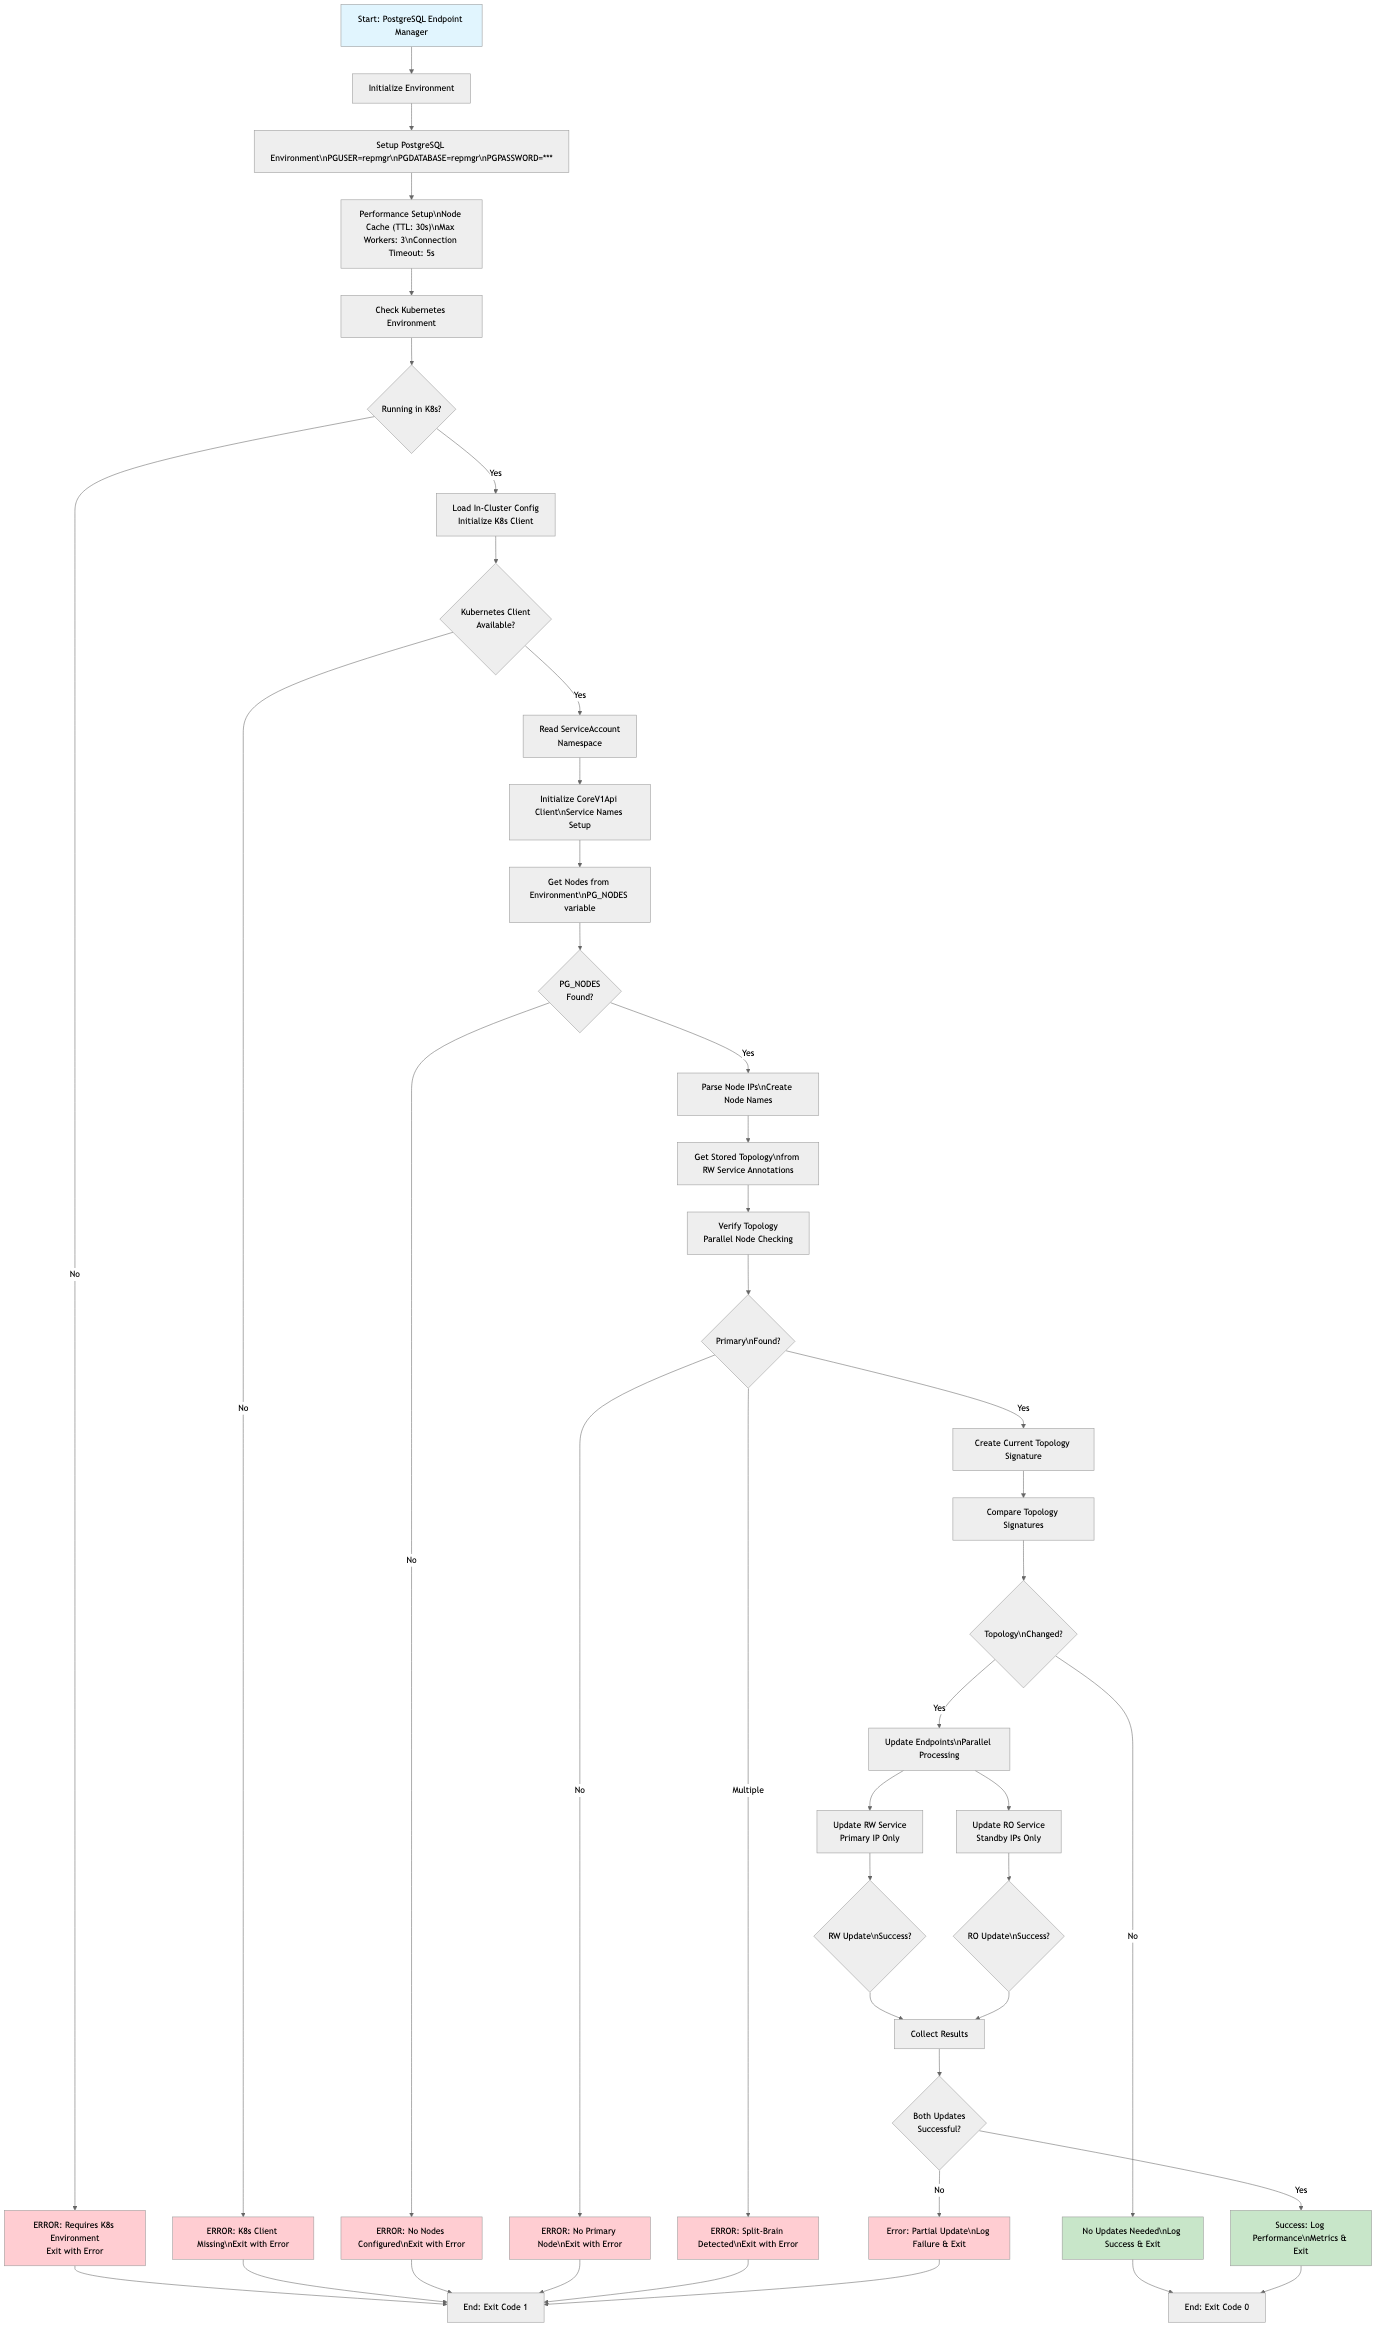 Start: PostgreSQL Endpoint
Manager
Initialize Environment
Setup PostgreSQL
Environment\nPGUSER=repmgr\nPGDATABASE=repmgr\nPGPASSWORD=***
Performance Setup\nNode
Cache (TTL: 30s)\nMax
Workers: 3\nConnection
Timeout: 5s
Check Kubernetes
Environment
Running in K8s?
Yes
Load In-Cluster Config
Initialize K8s Client
Kubernetes Client
Available?
Yes
Read ServiceAccount
Namespace
Initialize CoreV1Api
Client\nService Names
Setup
Get Nodes from
Environment\nPG_NODES
variable
PG_NODES
Found?
Yes
Parse Node IPs\nCreate
Node Names
Get Stored Topology\nfrom
RW Service Annotations
Verify Topology
Parallel Node Checking
No
Primary\nFound?
No
Yes
Create Current Topology
Signature
Compare Topology
Signatures
No
Topology\nChanged?
Yes
Update Endpoints\nParallel
Processing
No
Multiple
Update RW Service
Primary IP Only
Update RO Service
Standby IPs Only
RW Update\nSuccess?
RO Update\nSuccess?
No
Collect Results
Both Updates
Successful?
No
Yes
ERROR: Requires K8s
Environment
Exit with Error
ERROR: K8s Client
Missing\nExit with Error
ERROR: No Nodes
Configured\nExit with Error
ERROR: No Primary
Node\nExit with Error
ERROR: Split-Brain
Detected\nExit with Error
Error: Partial Update\nLog
Failure & Exit
No Updates Needed\nLog
Success & Exit
Success: Log
Performance\nMetrics &
Exit
End: Exit Code 1
End: Exit Code 0